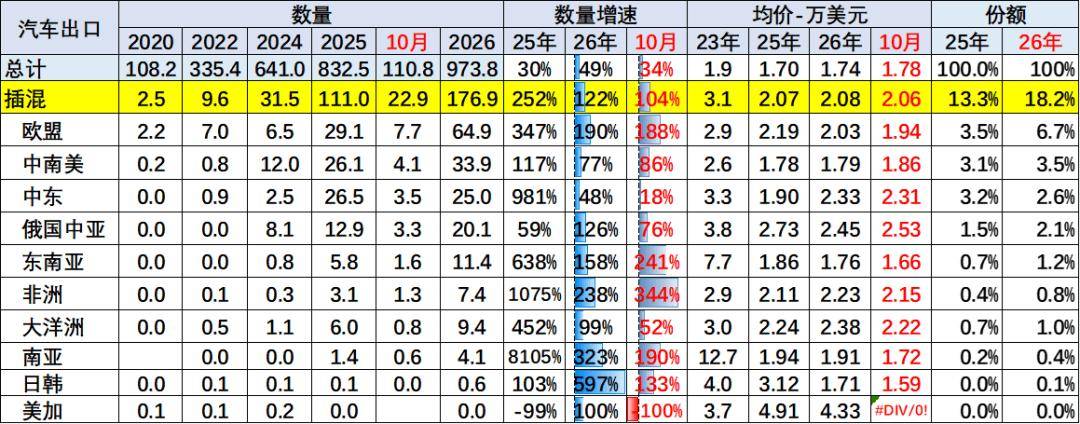 汽车出口 数量 数量增速 均价-万美元 份额
2020 2022 2024 2025 10月 2026 25年 26年 10月 23年 25年 26年 10月 25年 26年
总计 108.2 335.4 641.0 832.5 110.8 973.8 30% 49% 34% 1.9 1.70 1.74 1.78 100.0% 100%
插混 2.5 9.6 31.5 111.0 22.9 176.9 252% 122% 104% 3.1 2.07 2.08 2.06 13.3% 18.2%
欧盟 2.2 7.0 6.5 29.1 7.7 64.9 347% 190% 188% 2.9 2.19 2.03 1.94 3.5% 6.7%
中南美 0.2 0.8 12.0 26.1 4.1 33.9 117% 77% 86% 2.6 1.78 1.79 1.86 3.1% 3.5%
中东 0.0 0.9 2.5 26.5 3.5 25.0 981% 48% 18% 3.3 1.90 2.33 2.31 3.2% 2.6%
俄国中亚 0.0 0.0 8.1 12.9 3.3 20.1 59% 126% 76% 3.8 2.73 2.45 2.53 1.5% 2.1%
东南亚 0.0 0.0 0.8 5.8 1.6 11.4 638% 158% 241% 7.7 1.86 1.76 1.66 0.7% 1.2%
非洲 0.0 0.1 0.3 3.1 1.3 7.4 1075% 238% 344% 2.9 2.11 2.23 2.15 0.4% 0.8%
大洋洲 0.0 0.5 1.1 6.0 0.8 9.4 452% 99% 52% 3.0 2.24 2.38 2.22 0.7% 1.0%
南亚 0.0 0.0 1.4 0.6 4.1 8105% 323% 190% 12.7 1.94 1.91 1.72 0.2% 0.4%
日韩 0.0 0.1 0.1 0.1 0.0 0.6 103% 597% 133% 4.0 3.12 1.71 1.59 0.0% 0.1%
美加 0.1 0.1 0.2 0.0 0.0 -99% 100% -100% 3.7 4.91 4.33 #DIV/0! 0.0% 0.0%